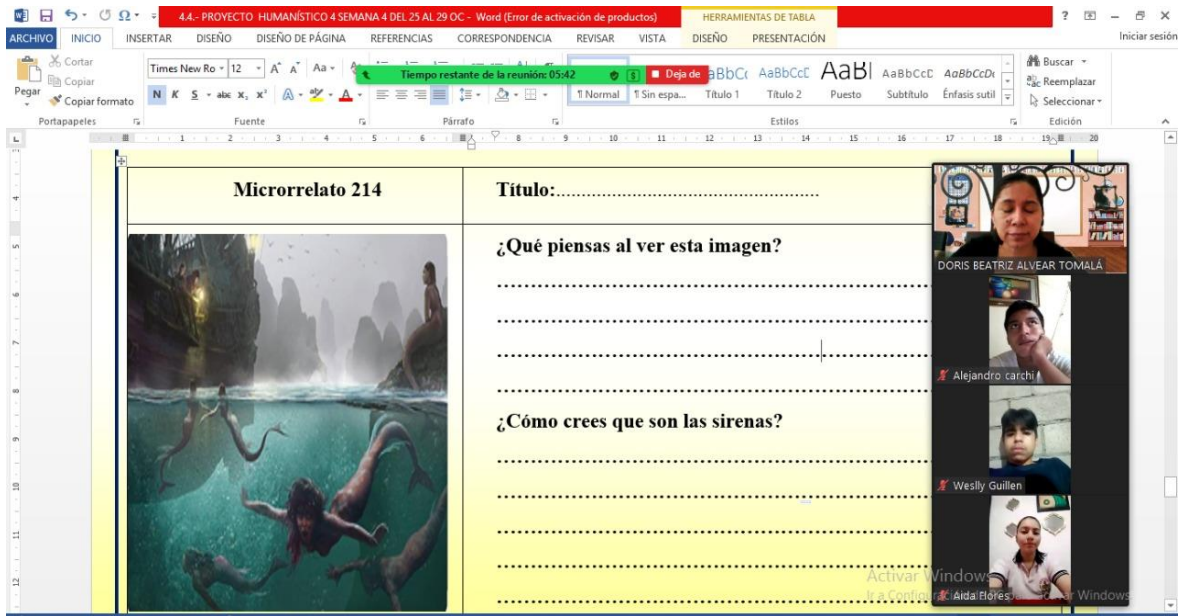 4.4.- PROYECTO HUMANÍSTICO 4 SEMANA 4 DEL 25 AL 29 OC - Word (Error de activación de productos)
HERRAMIENTAS DE TABLA
ARCHIVO INICIO INSERTAR DISEÑO DISEÑO DE PÁGINA REFERENCIAS CORRESPONDENCIA REVISAR VISTA DISEÑO PRESENTACIÓN Iniciar sesión
Pegar
Cortar
Copiar
Copiar formato
Portapapeles
Times New Ro 12
N K S abc x₂ x²
Fuente
Tiempo restante de la reunión: 05:42
Deja de
Párrafo
¶ Normal ¶ Sin espa... Título 1 Título 2 Puesto Subtítulo Énfasis sutil
Estilos
Buscar
Reemplazar
Seleccionar
Edición
Microrrelato 214
Título:..................................................
¿Qué piensas al ver esta imagen?
¿Cómo crees que son las sirenas?
DORIS BEATRIZ ALVEAR TOMALÁ
Alejandro carchi
Weslly Guillen
Aida Flores
Activar Windows